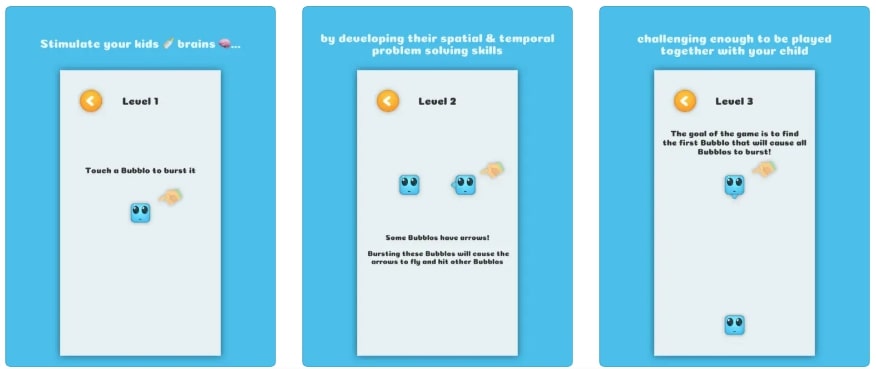 Stimulate your kids 🍼 brains 🧠...
Level 1
Touch a Bubblo to burst it
by developing their spatial & temporal
problem solving skills
Level 2
Some Bubblos have arrows!
Bursting these Bubblos will cause the
arrows to fly and hit other Bubblos
challenging enough to be played
together with your child
Level 3
The goal of the game is to find
the first Bubblo that will cause all
Bubblos to burst!